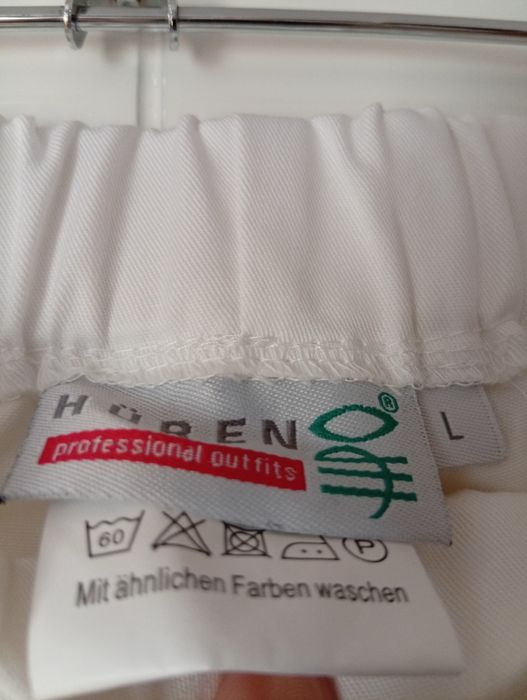 HÜREN
professional outfits
®
L
60
P
Mit ähnlichen Farben waschen